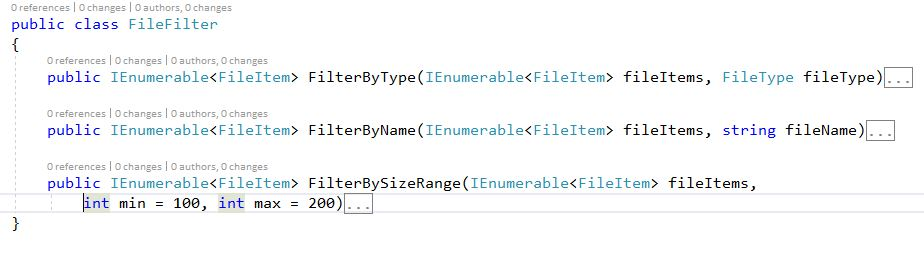 0 references | 0 changes | 0 authors, 0 changes
public class FileFilter
{
0 references | 0 changes | 0 authors, 0 changes
public IEnumerable<FileItem> FilterByType(IEnumerable<FileItem> fileItems, FileType fileType)...
0 references | 0 changes | 0 authors, 0 changes
public IEnumerable<FileItem> FilterByName(IEnumerable<FileItem> fileItems, string fileName)...
0 references | 0 changes | 0 authors, 0 changes
public IEnumerable<FileItem> FilterBySizeRange(IEnumerable<FileItem> fileItems,
int min = 100, int max = 200)...
}